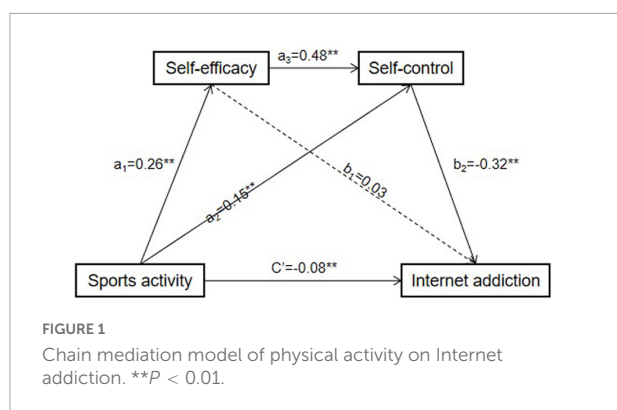 a₃=0.48**
Self-efficacy
Self-control
a₁=0.26**
b₁=0.03
b₂=-0.32**
a₂=0.15**
C'=-0.08**
Sports activity
Internet addiction
FIGURE 1
Chain mediation model of physical activity on Internet
addiction. **P < 0.01.